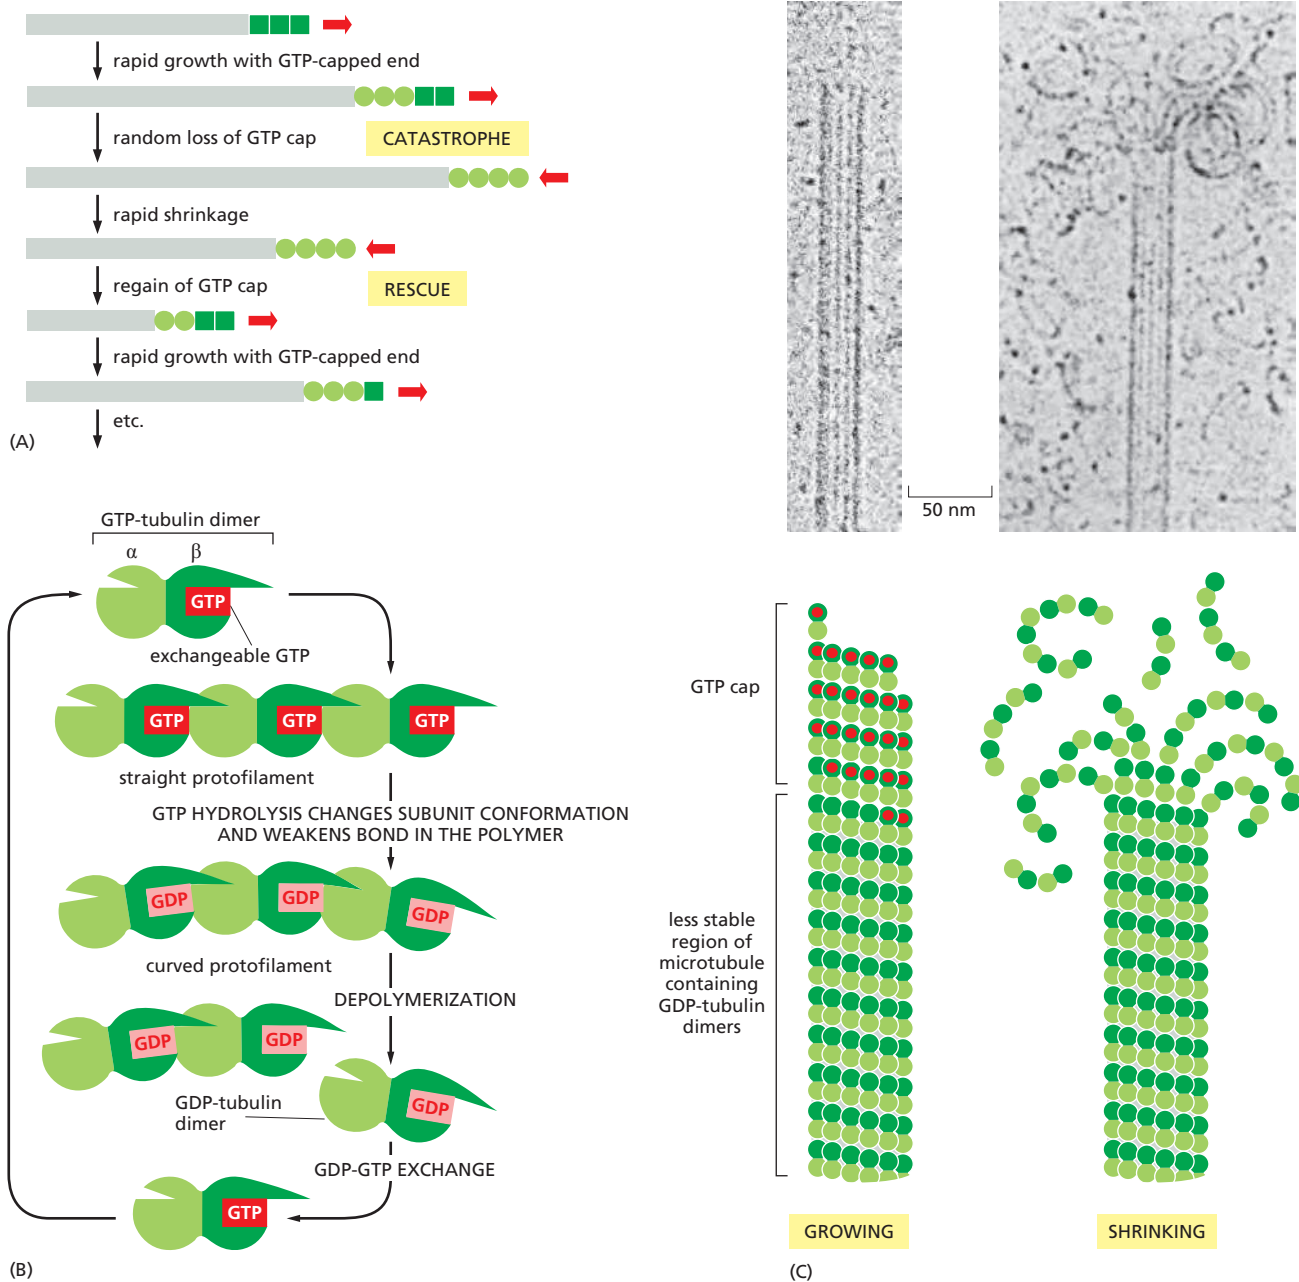 rapid growth with GTP-capped end
random loss of GTP cap
CATASTROPHE
rapid shrinkage
regain of GTP cap
RESCUE
rapid growth with GTP-capped end
etc.
(A)
50 nm
GTP-tubulin dimer
α
β
GTP
exchangeable GTP
GTP
GTP
GTP
straight protofilament
GTP HYDROLYSIS CHANGES SUBUNIT CONFORMATION
AND WEAKENS BOND IN THE POLYMER
GDP
GDP
GDP
curved protofilament
DEPOLYMERIZATION
GDP
GDP
GDP
GDP-tubulin
dimer
GDP-GTP EXCHANGE
GTP
(B)
GTP cap
less stable
region of
microtubule
containing
GDP-tubulin
dimers
GROWING
SHRINKING
(C)